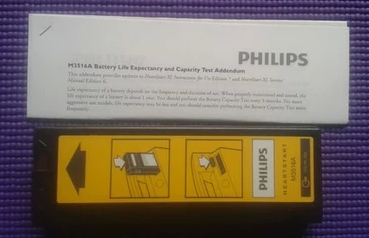 PHILIPS
M3516A Battery Life Expectancy and Capacity Test Addendum
This addendum provides updates to HeartStart XL Instructions for Use Edition 7 and HeartStart XL Service
Manual Edition 6.
Life expectancy of a battery depends on the frequency and duration of use. When properly maintained and stored, the
life expectancy of a battery is about 2 year. You should perform the Battery Capacity Test every 3 months. For more
aggressive use models, life expectancy may be less and you should consider performing the Battery Capacity Test more
frequently.
PHILIPS
HEARTSTART
M3516A